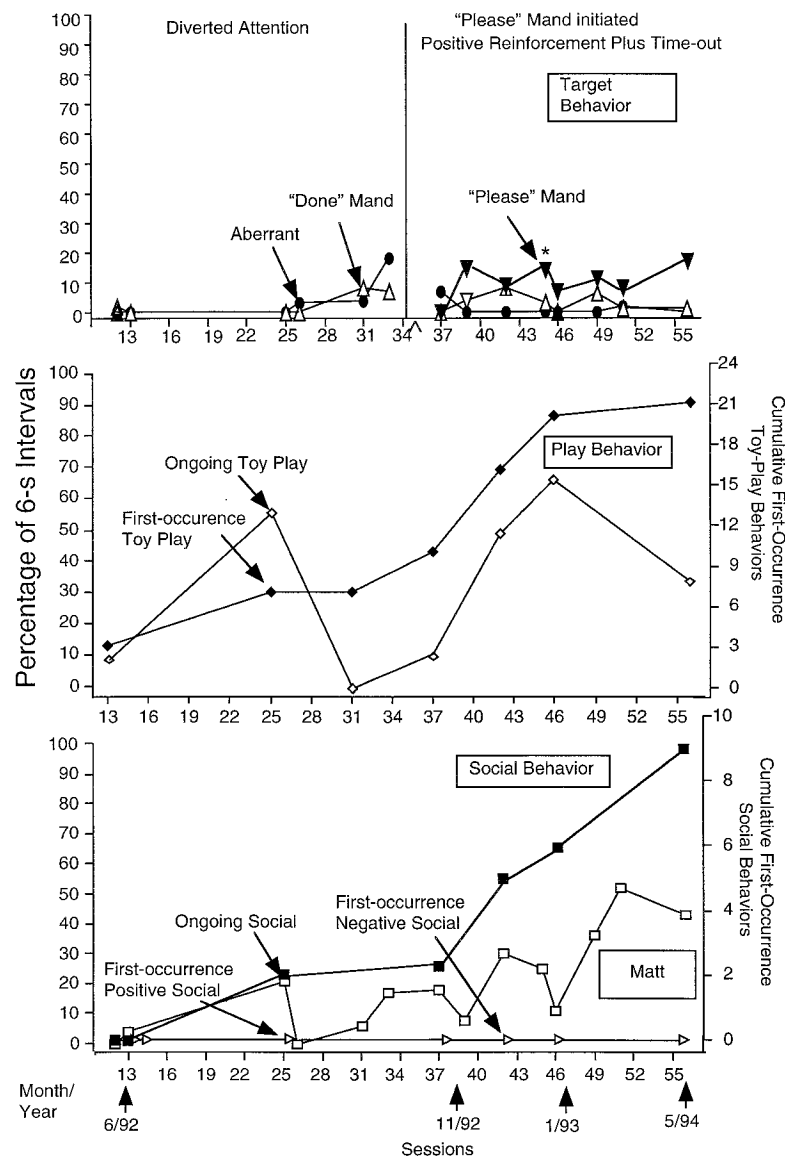 Diverted Attention
"Please" Mand initiated
Positive Reinforcement Plus Time-out
Target
Behavior
"Done" Mand
Aberrant
"Please" Mand
*
100
90
80
70
60
50
40
30
20
10
0
13 16 19 22 25 28 31 34 37 40 43 46 49 52 55
Percentage of 6-s Intervals
100
90
80
70
60
50
40
30
20
10
0
Ongoing Toy Play
First-occurence
Toy Play
Play Behavior
24
21
18
15
12
9
6
3
0
Cumulative First-Occurrence
Toy-Play Behaviors
13 16 19 22 25 28 31 34 37 40 43 46 49 52 55
100
90
80
70
60
50
40
30
20
10
0
Social Behavior
Ongoing Social
First-occurrence
Positive Social
First-occurrence
Negative Social
Matt
10
8
6
4
2
0
Cumulative First-Occurrence
Social Behaviors
13 16 19 22 25 28 31 34 37 40 43 46 49 52 55
Month/
Year
6/92 11/92 1/93 5/94
Sessions